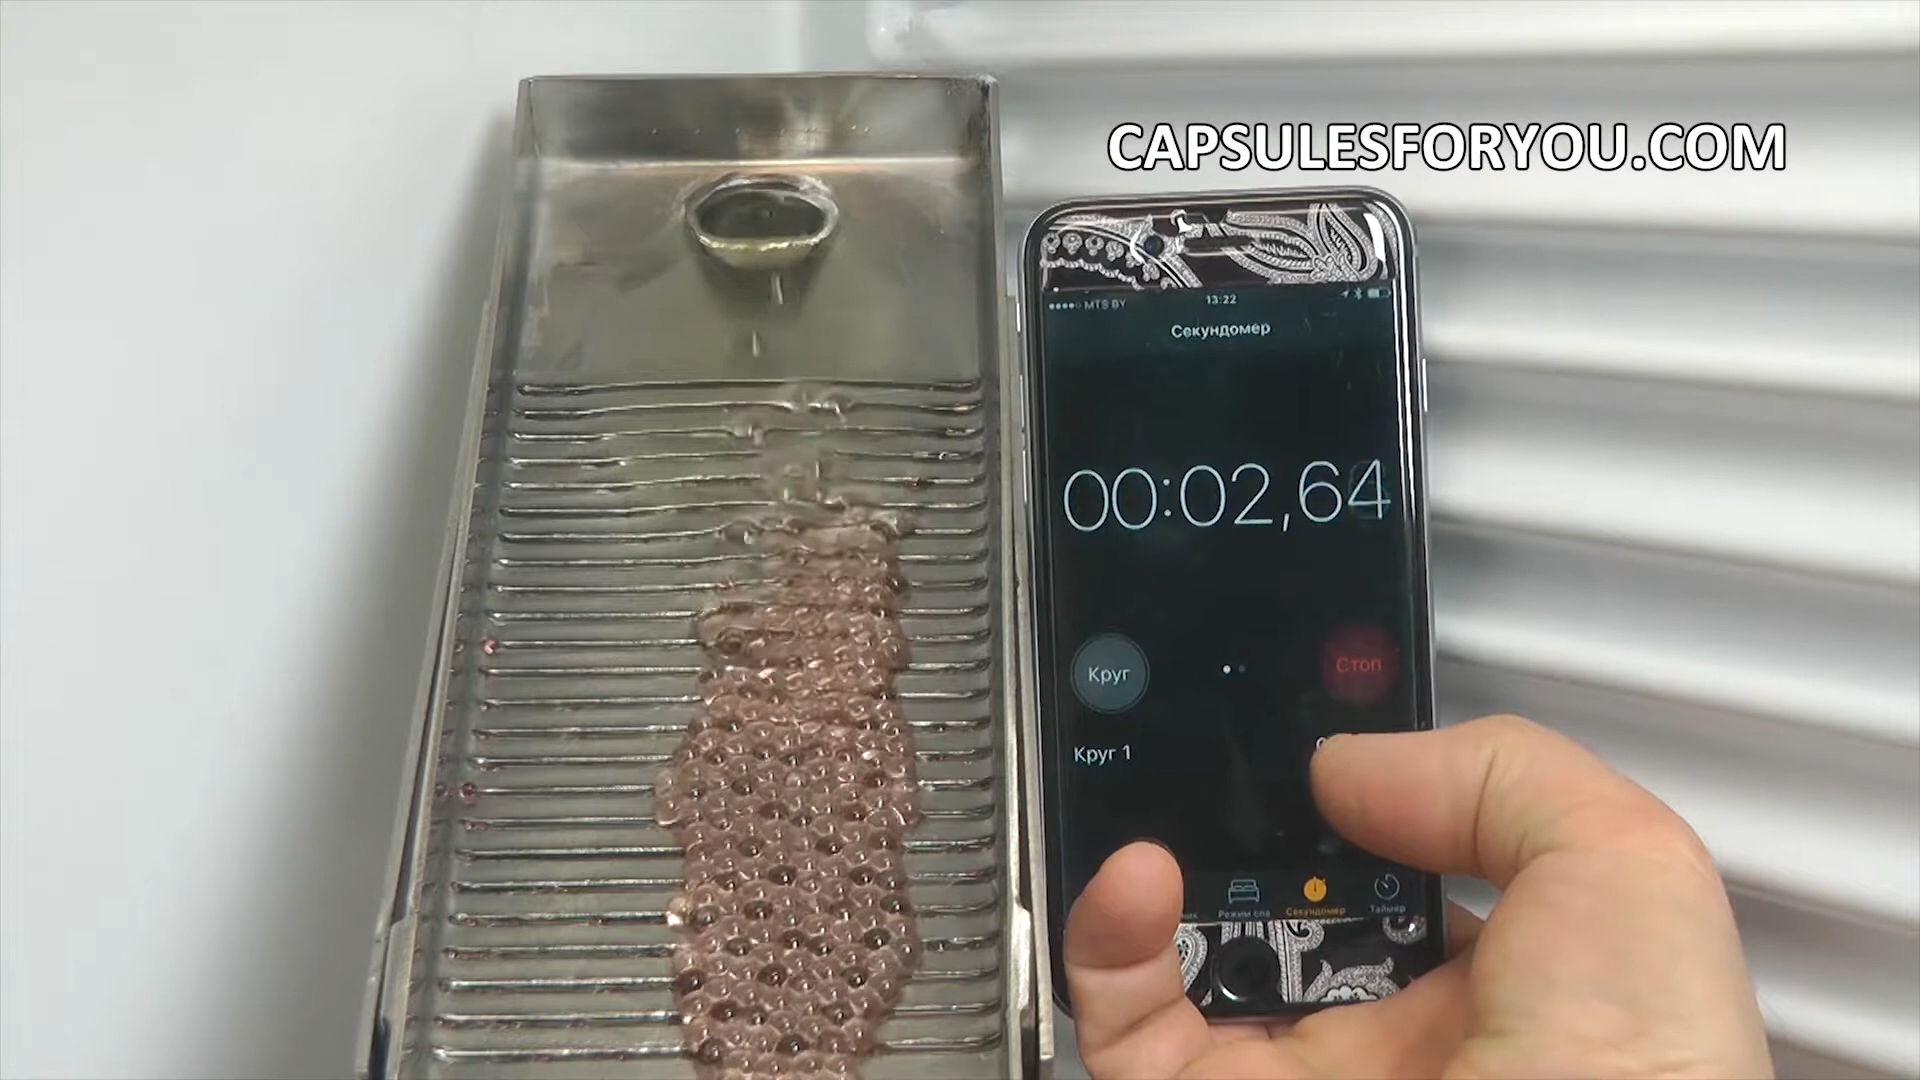 CAPSULESFORYOU.COM
MTS BY
13:22
Секундомер
00:02,64
Круг
Стоп
Круг 1
Режим сна
Секундомер
Таймер